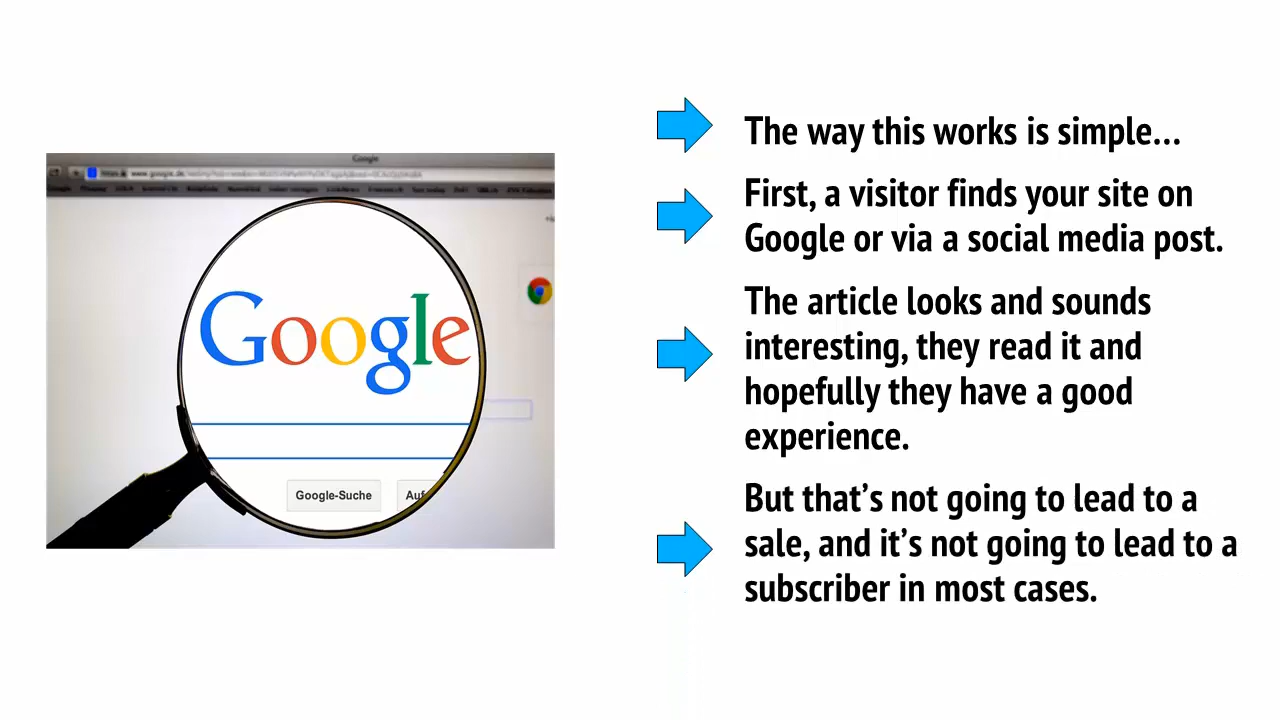 Google
Google
Google-Suche
The way this works is simple…
First, a visitor finds your site on
Google or via a social media post.
The article looks and sounds
interesting, they read it and
hopefully they have a good
experience.
But that's not going to lead to a
sale, and it's not going to lead to a
subscriber in most cases.